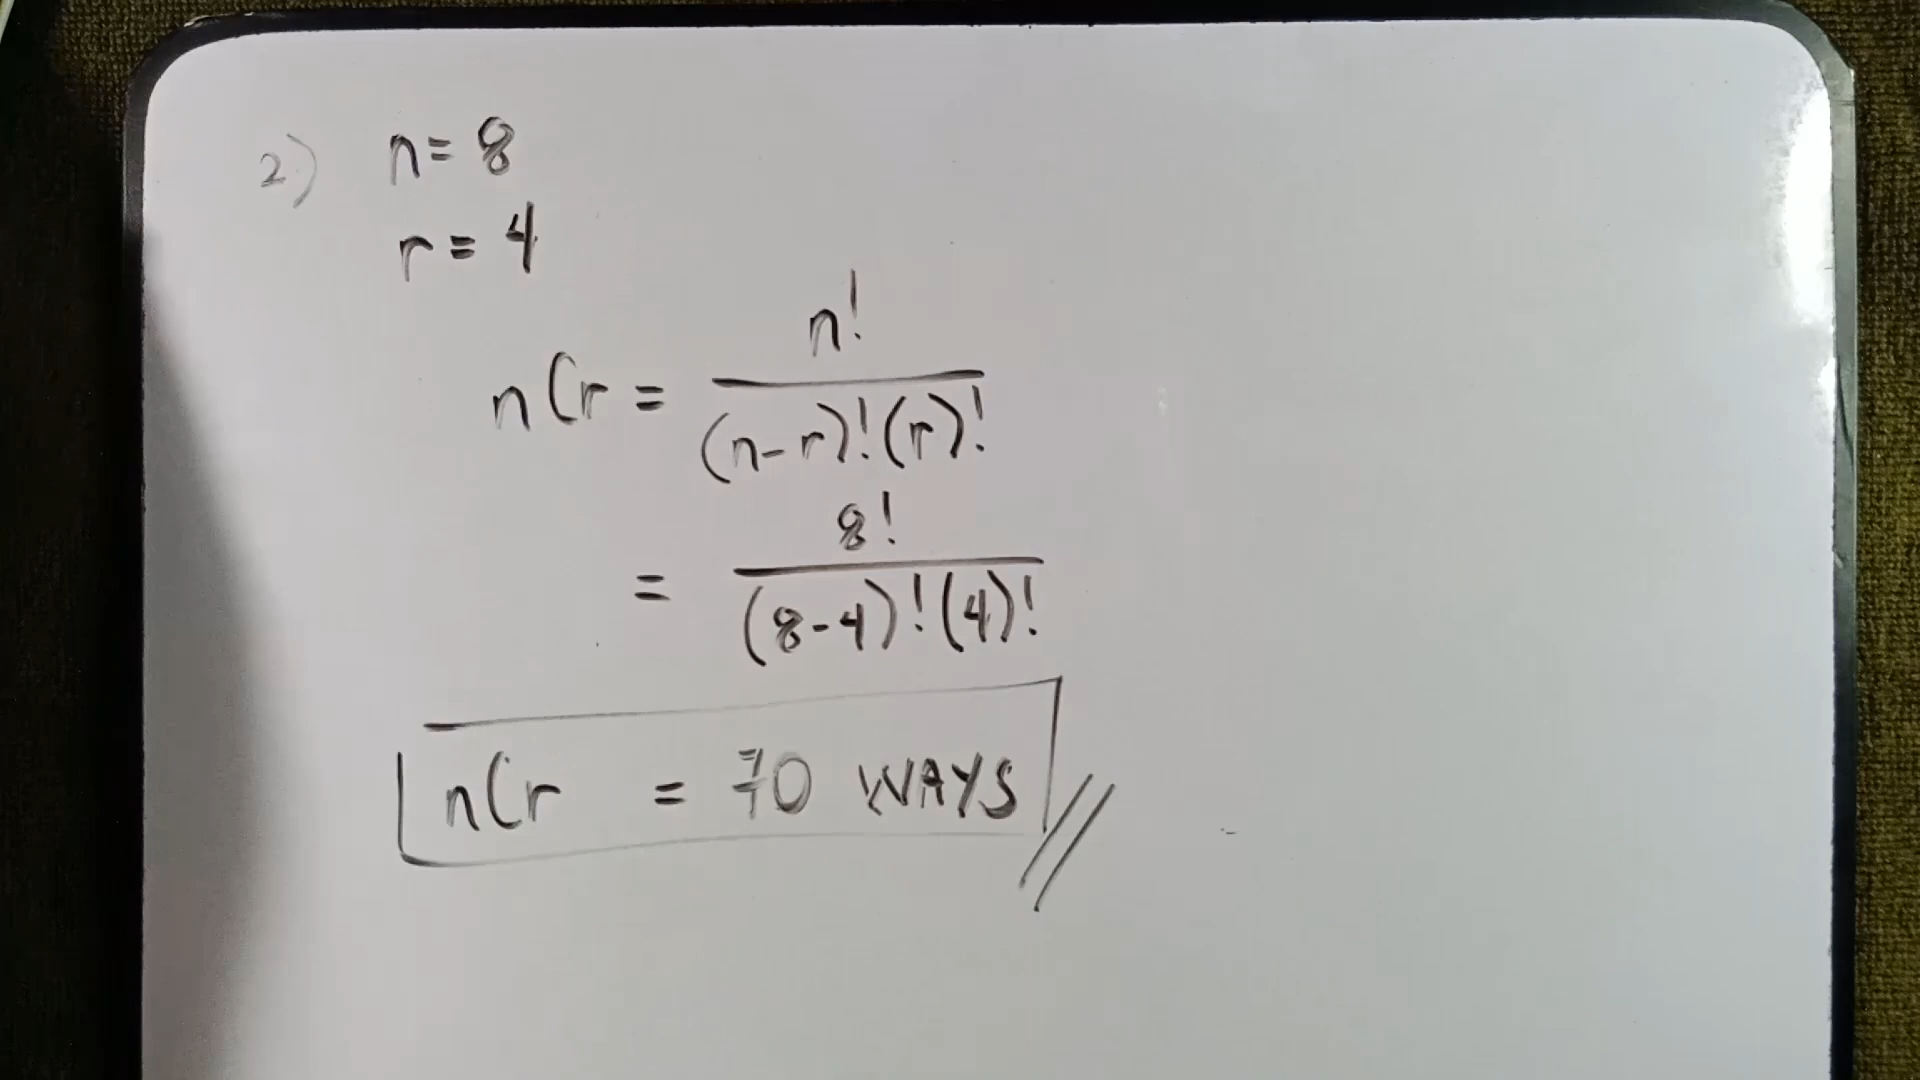 2) n = 8
r = 4
nCr = n! / (n-r)!(r)!
= 8! / (8-4)!(4)!
nCr = 70 WAYS